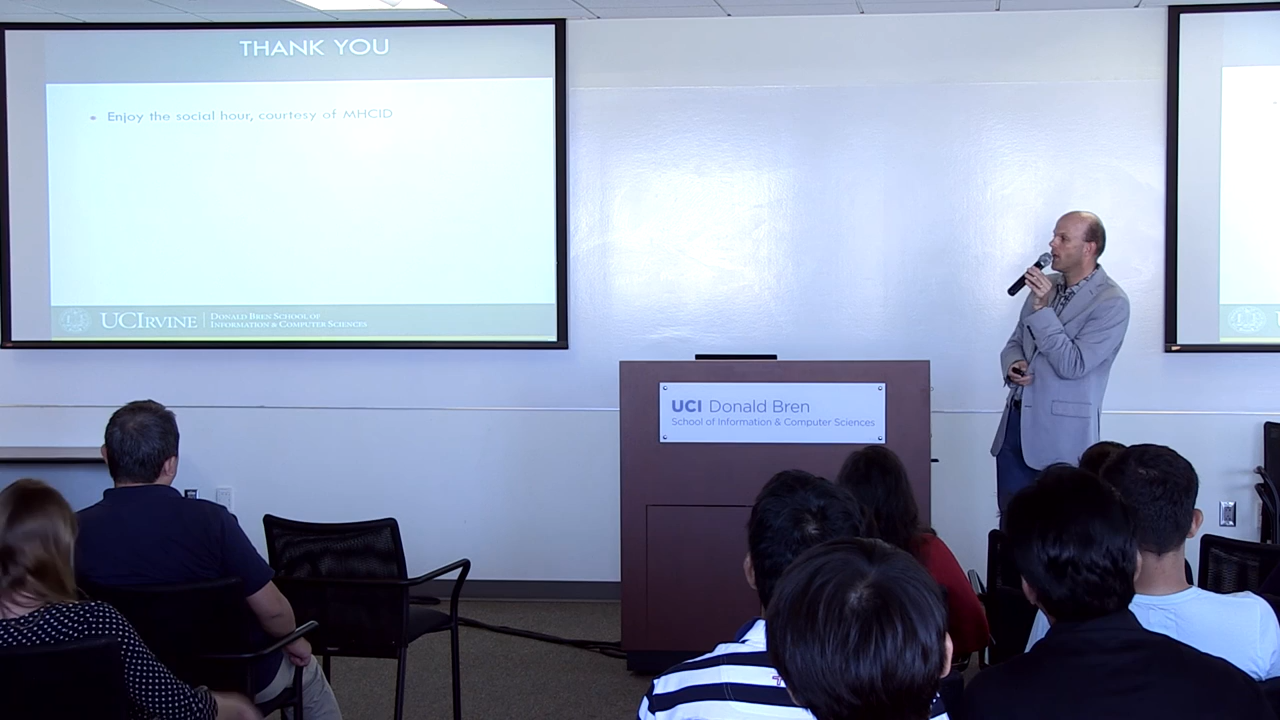 THANK YOU
• Enjoy the social hour, courtesy of MHCID
UCIRVINE | DONALD BREN SCHOOL OF
INFORMATION & COMPUTER SCIENCES
UCI Donald Bren
School of Information & Computer Sciences